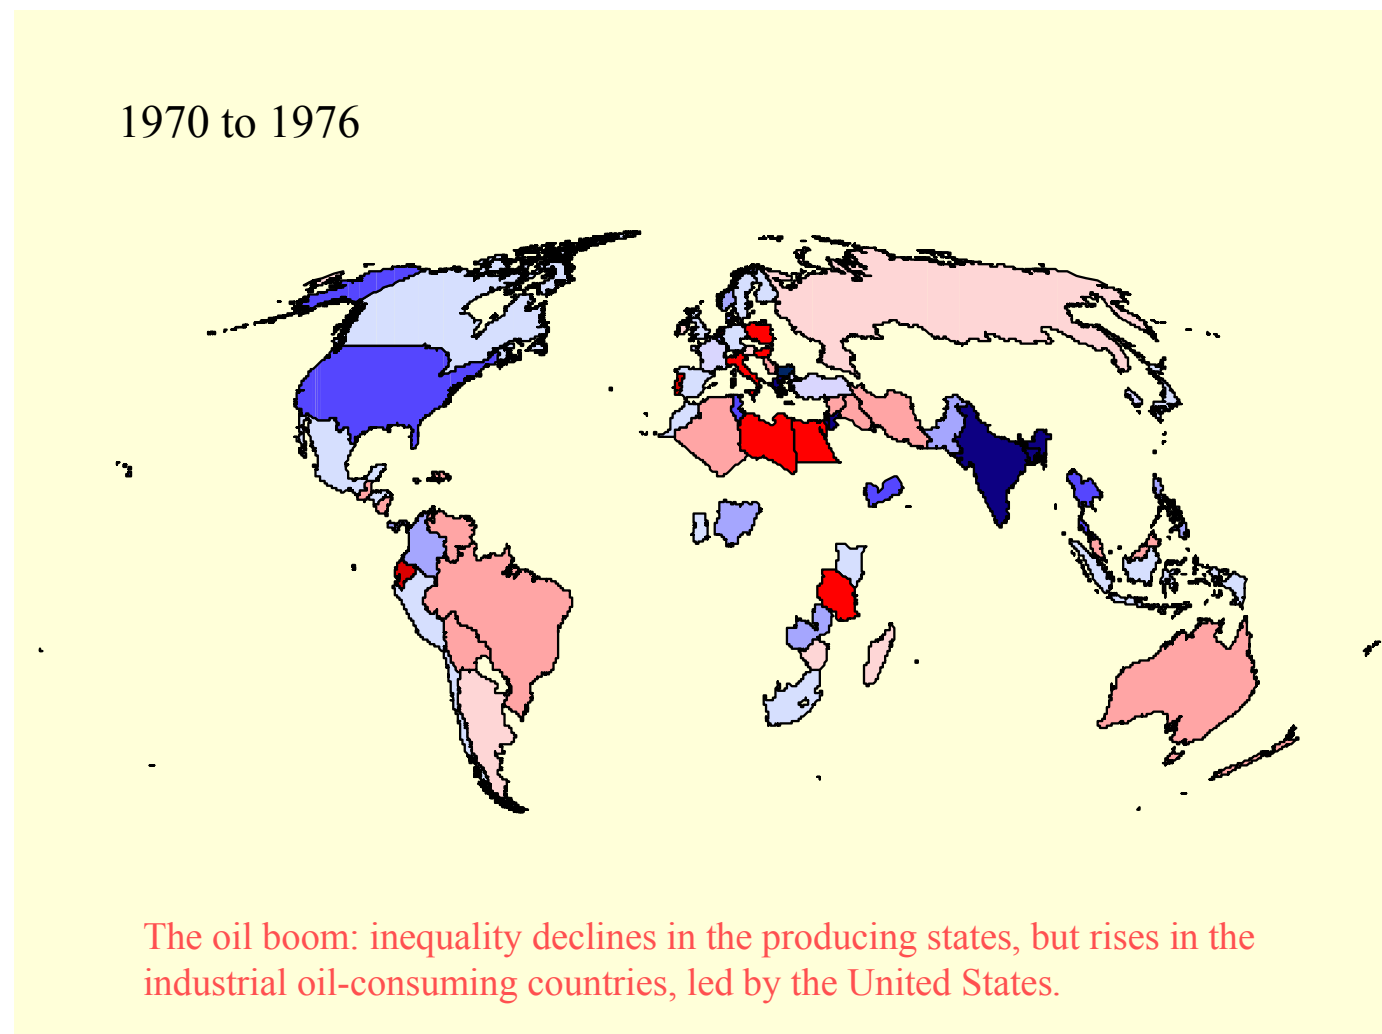 1970 to 1976
The oil boom: inequality declines in the producing states, but rises in the
industrial oil-consuming countries, led by the United States.